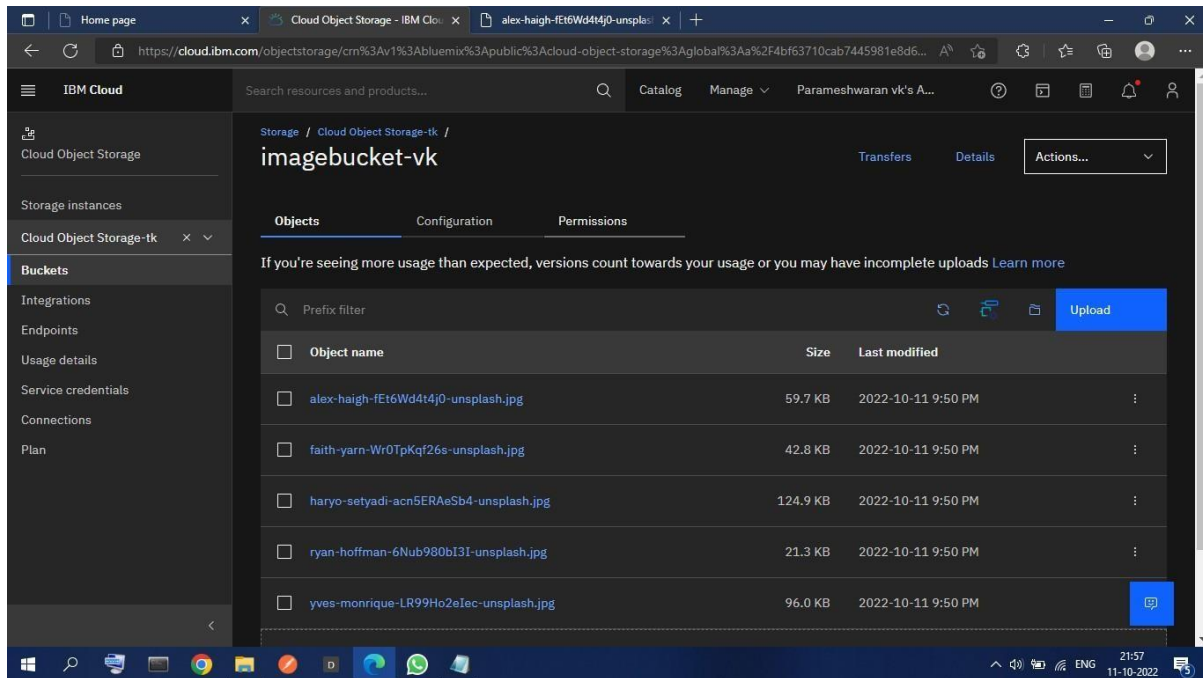 Home page
Cloud Object Storage - IBM Clou
alex-haigh-fEt6Wd4t4j0-unsplas
https://cloud.ibm.com/objectstorage/crn%3Av1%3Abluemix%3Apublic%3Acloud-object-storage%3Aglobal%3Aa%2F4bf63710cab7445981e8d6...
IBM Cloud
Search resources and products...
Catalog
Manage
Parameshwaran vk's A...
Cloud Object Storage
Storage instances
Cloud Object Storage-tk
Buckets
Integrations
Endpoints
Usage details
Service credentials
Connections
Plan
Storage / Cloud Object Storage-tk /
imagebucket-vk
Transfers
Details
Actions...
Objects
Configuration
Permissions
If you're seeing more usage than expected, versions count towards your usage or you may have incomplete uploads Learn more
Prefix filter
Upload
Object name Size Last modified
alex-haigh-fEt6Wd4t4j0-unsplash.jpg 59.7 KB 2022-10-11 9:50 PM
faith-yarn-Wr0TpKqf26s-unsplash.jpg 42.8 KB 2022-10-11 9:50 PM
haryo-setyadi-acn5ERAeSb4-unsplash.jpg 124.9 KB 2022-10-11 9:50 PM
ryan-hoffman-6Nub980bI3I-unsplash.jpg 21.3 KB 2022-10-11 9:50 PM
yves-monrique-LR99Ho2eIec-unsplash.jpg 96.0 KB 2022-10-11 9:50 PM
D
ENG
21:57
11-10-2022
5